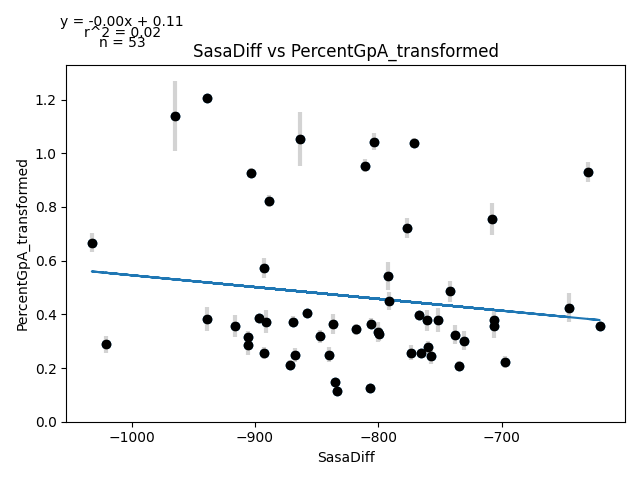 y = -0.00x + 0.11
r^2 = 0.02
n = 53
SasaDiff vs PercentGpA_transformed
1.2
1.0
0.8
0.6
0.4
0.2
0.0
PercentGpA_transformed
−1000
−900
−800
−700
SasaDiff